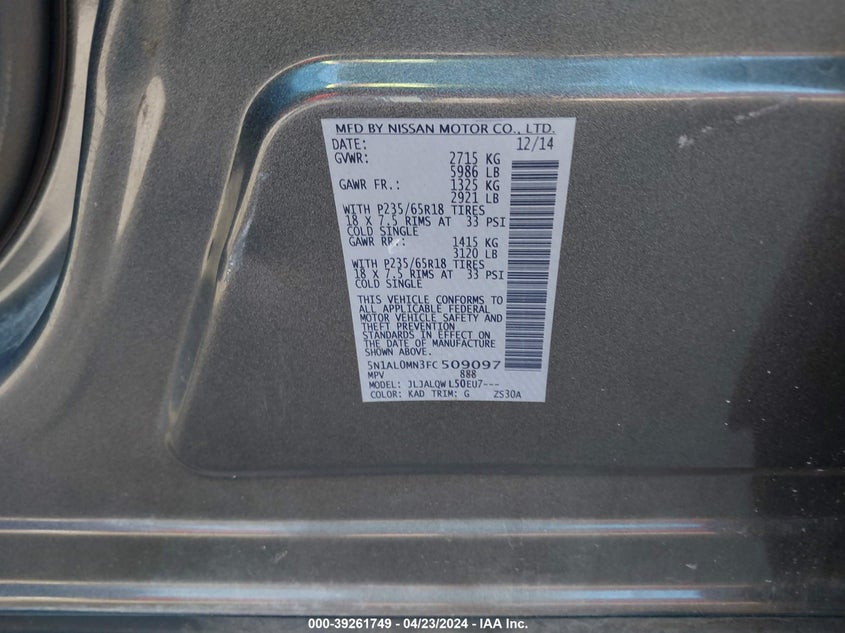 MFD BY NISSAN MOTOR CO., LTD.
DATE: 12/14
GVWR: 2715 KG
5986 LB
GAWR FR.: 1325 KG
2921 LB
WITH P235/65R18 TIRES
18 X 7.5 RIMS AT 33 PSI
COLD SINGLE
GAWR RR.: 1415 KG
3120 LB
WITH P235/65R18 TIRES
18 X 7.5 RIMS AT 33 PSI
COLD SINGLE
THIS VEHICLE CONFORMS TO
ALL APPLICABLE FEDERAL
MOTOR VEHICLE SAFETY AND
THEFT PREVENTION
STANDARDS IN EFFECT ON
THE DATE OF MANUFACTURE
SHOWN ABOVE.
5N1AL0MN3FC509097
MPV 888
MODEL: JLJALQWL50EU7---
COLOR: KAD TRIM: G ZS30A
000-39261749 / 04/23/2024 - IAA Inc.